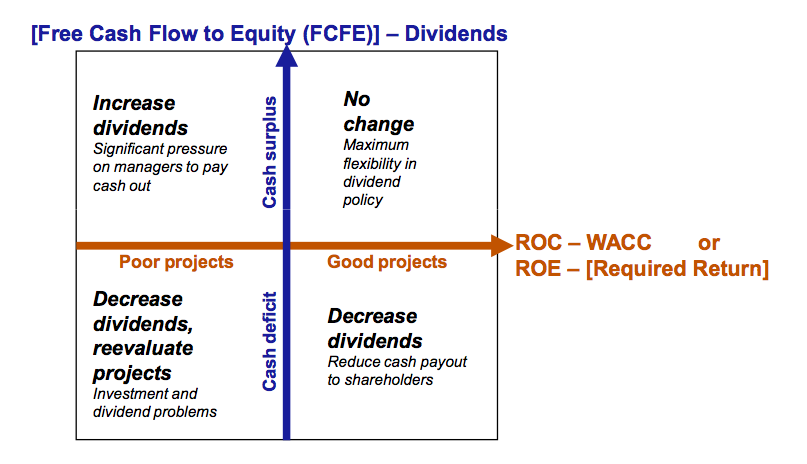 [Free Cash Flow to Equity (FCFE)] – Dividends
Increase
dividends
Significant pressure
on managers to pay
cash out
Cash surplus
No
change
Maximum
flexibility in
dividend
policy
ROC – WACC or
ROE – [Required Return]
Poor projects
Good projects
Decrease
dividends,
reevaluate
projects
Investment and
dividend problems
Cash deficit
Decrease
dividends
Reduce cash payout
to shareholders